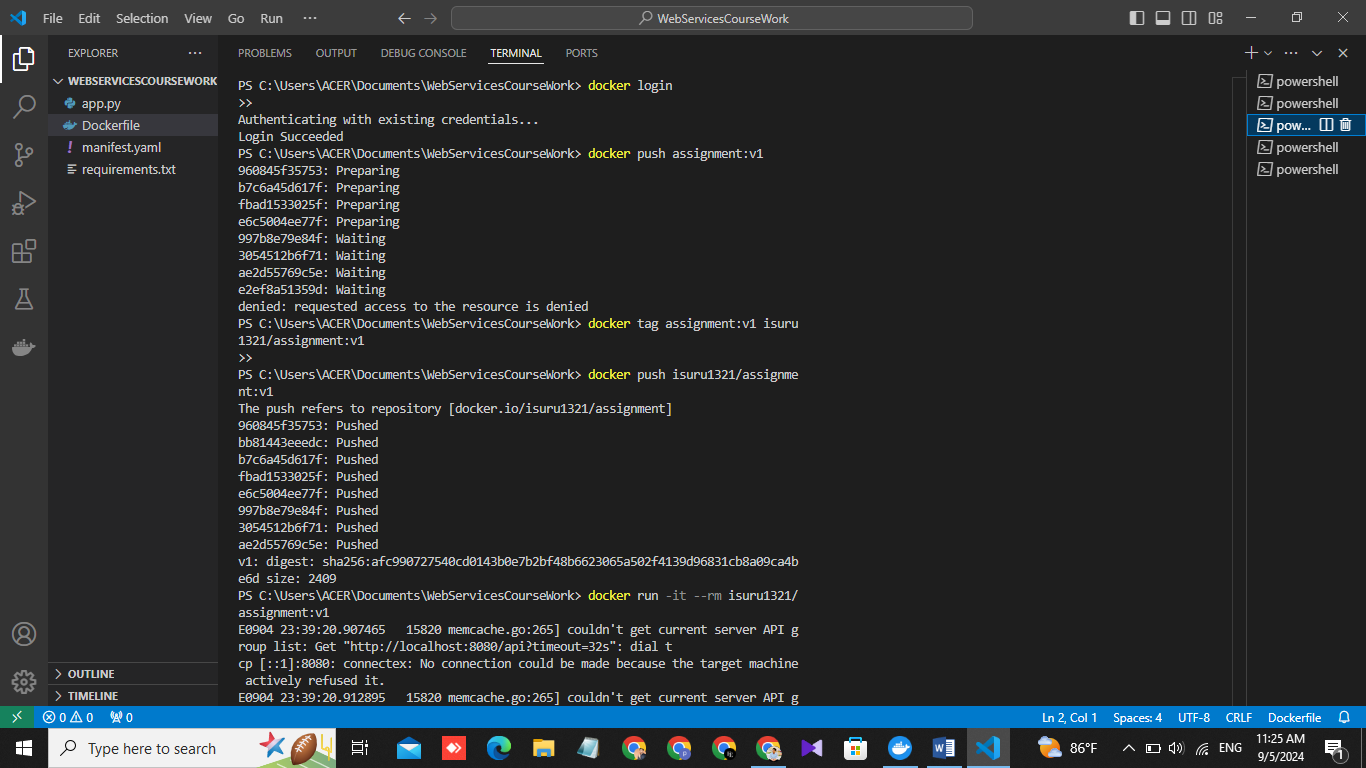 File Edit Selection View Go Run ··· WebServicesCourseWork
EXPLORER ···
WEBSERVICESCOURSEWORK
app.py
Dockerfile
! manifest.yaml
requirements.txt
OUTLINE
TIMELINE
PROBLEMS OUTPUT DEBUG CONSOLE TERMINAL PORTS
PS C:\Users\ACER\Documents\WebServicesCourseWork> docker login
>>
Authenticating with existing credentials...
Login Succeeded
PS C:\Users\ACER\Documents\WebServicesCourseWork> docker push assignment:v1
960845f35753: Preparing
b7c6a45d617f: Preparing
fbad1533025f: Preparing
e6c5004ee77f: Preparing
997b8e79e84f: Waiting
3054512b6f71: Waiting
ae2d55769c5e: Waiting
e2ef8a51359d: Waiting
denied: requested access to the resource is denied
PS C:\Users\ACER\Documents\WebServicesCourseWork> docker tag assignment:v1 isuru
1321/assignment:v1
>>
PS C:\Users\ACER\Documents\WebServicesCourseWork> docker push isuru1321/assignme
nt:v1
The push refers to repository [docker.io/isuru1321/assignment]
960845f35753: Pushed
bb81443eeedc: Pushed
b7c6a45d617f: Pushed
fbad1533025f: Pushed
e6c5004ee77f: Pushed
997b8e79e84f: Pushed
3054512b6f71: Pushed
ae2d55769c5e: Pushed
v1: digest: sha256:afc990727540cd0143b0e7b2bf48b6623065a502f4139d96831cb8a09ca4b
e6d size: 2409
PS C:\Users\ACER\Documents\WebServicesCourseWork> docker run -it --rm isuru1321/
assignment:v1
E0904 23:39:20.907465 15820 memcache.go:265] couldn't get current server API g
roup list: Get "http://localhost:8080/api?timeout=32s": dial t
cp [::1]:8080: connectex: No connection could be made because the target machine
actively refused it.
E0904 23:39:20.912895 15820 memcache.go:265] couldn't get current server API g
powershell
powershell
pow...
powershell
powershell
0 0 0 Ln 2, Col 1 Spaces: 4 UTF-8 CRLF Dockerfile
Type here to search 86°F ENG 11:25 AM
9/5/2024
1